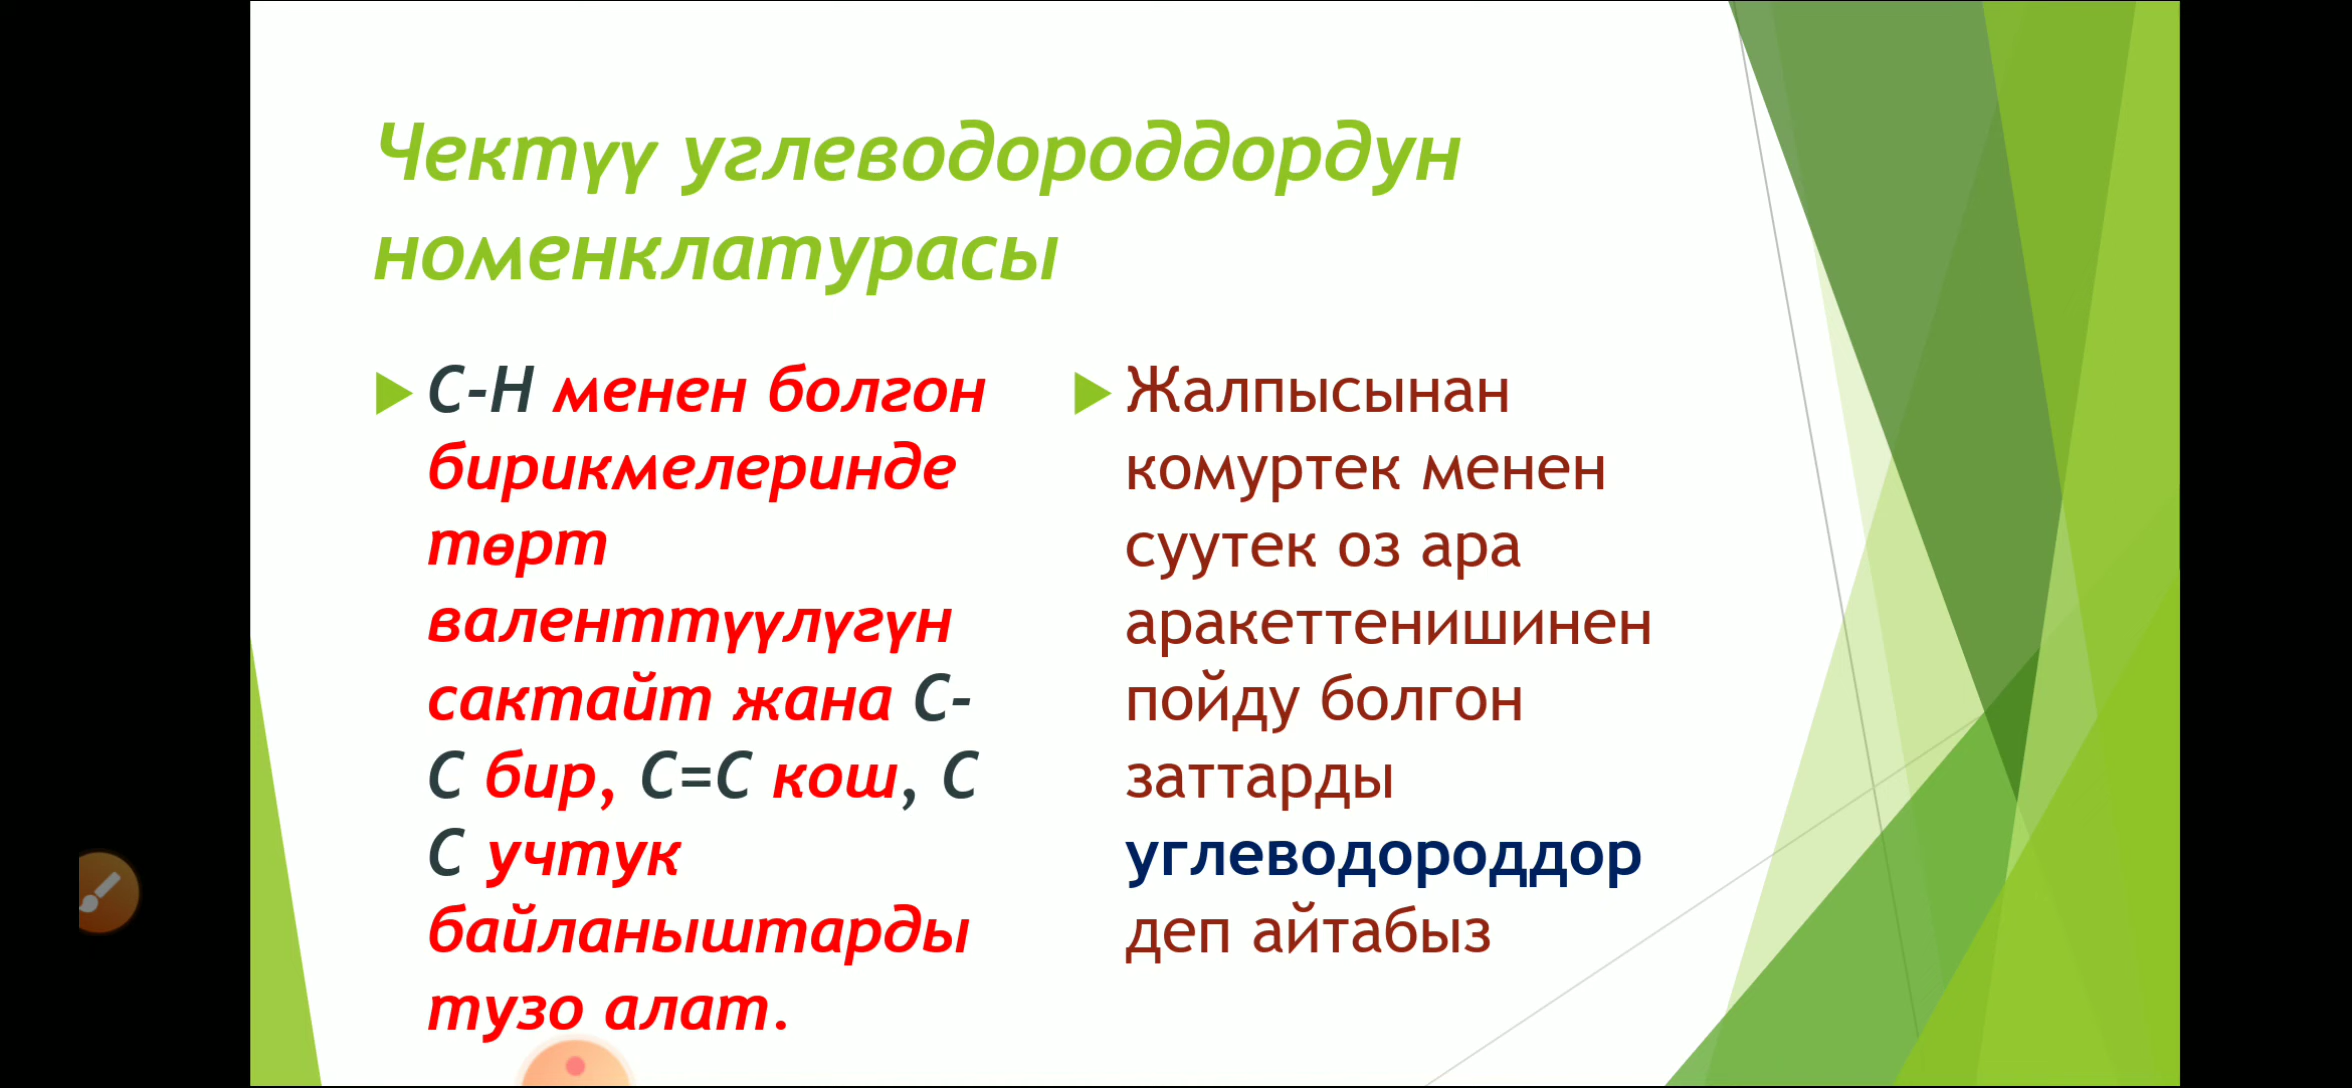 Чектүү углеводороддордун
номенклатурасы
С-Н менен болгон
бирикмелеринде
төрт
валенттүүлүгүн
сактайт жана С-
С бир, С=С кош, С
С учтук
байланыштарды
тузо алат.
Жалпысынан
комуртек менен
суутек оз ара
аракеттенишинен
пойду болгон
заттарды
углеводороддор
деп айтабыз